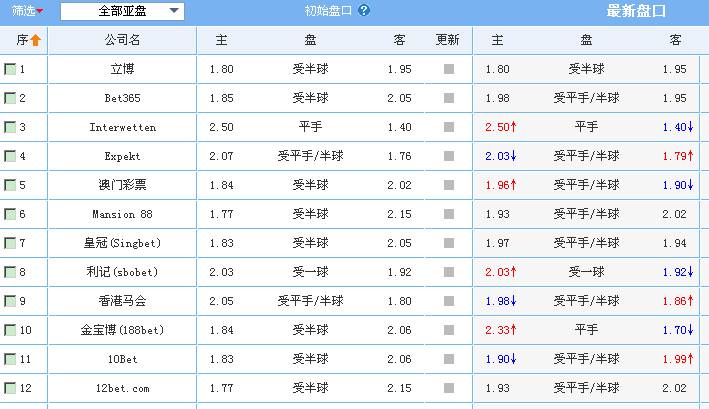 筛选 全部亚盘 初始盘口 ? 最新盘口
序 公司名 主 盘 客 更新 主 盘 客
1 立博 1.80 受半球 1.95 1.80 受半球 1.95
2 Bet365 1.85 受半球 2.05 1.98 受平手/半球 1.95
3 Interwetten 2.50 平手 1.40 2.50↑ 平手 1.40↓
4 Expekt 2.07 受平手/半球 1.76 2.03↓ 受平手/半球 1.79↑
5 澳门彩票 1.84 受半球 2.02 1.96↑ 受平手/半球 1.90↓
6 Mansion 88 1.77 受半球 2.15 1.93 受平手/半球 2.02
7 皇冠(Singbet) 1.83 受半球 2.05 1.97 受平手/半球 1.94
8 利记(sbobet) 2.03 受一球 1.92 2.03↑ 受一球 1.92↓
9 香港马会 2.05 受平手/半球 1.80 1.98↓ 受平手/半球 1.86↑
10 金宝博(188bet) 1.84 受半球 2.06 2.33↑ 平手 1.70↓
11 10Bet 1.83 受半球 2.06 1.90↓ 受平手/半球 1.99↑
12 12bet.com 1.77 受半球 2.15 1.93 受平手/半球 2.02